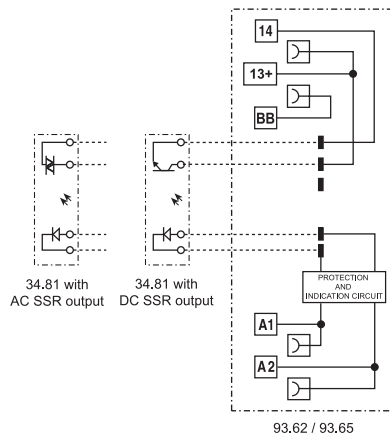 14
13+
BB
34.81 with
AC SSR output
34.81 with
DC SSR output
PROTECTION
AND
INDICATION CIRCUIT
A1
A2
93.62 / 93.65